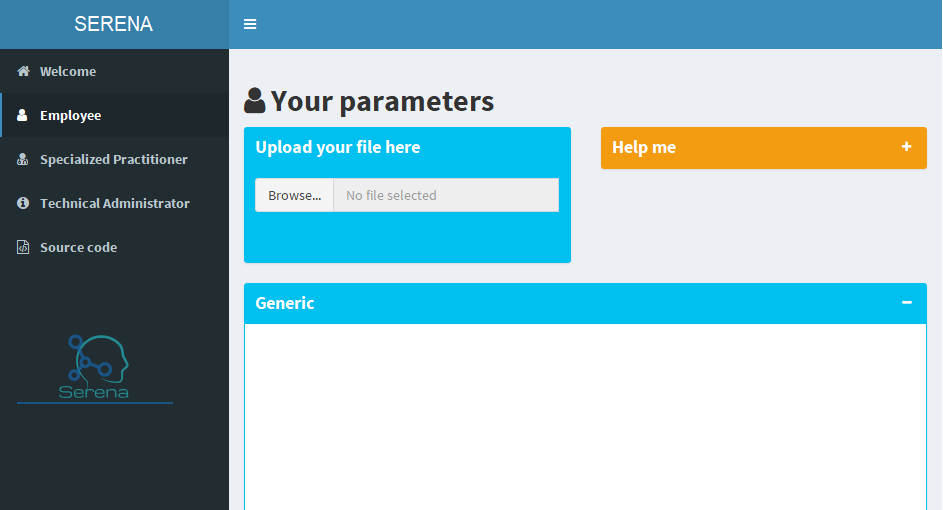 SERENA
Welcome
Employee
Specialized Practitioner
Technical Administrator
Source code
Serena
Your parameters
Upload your file here
Browse... No file selected
Help me
Generic